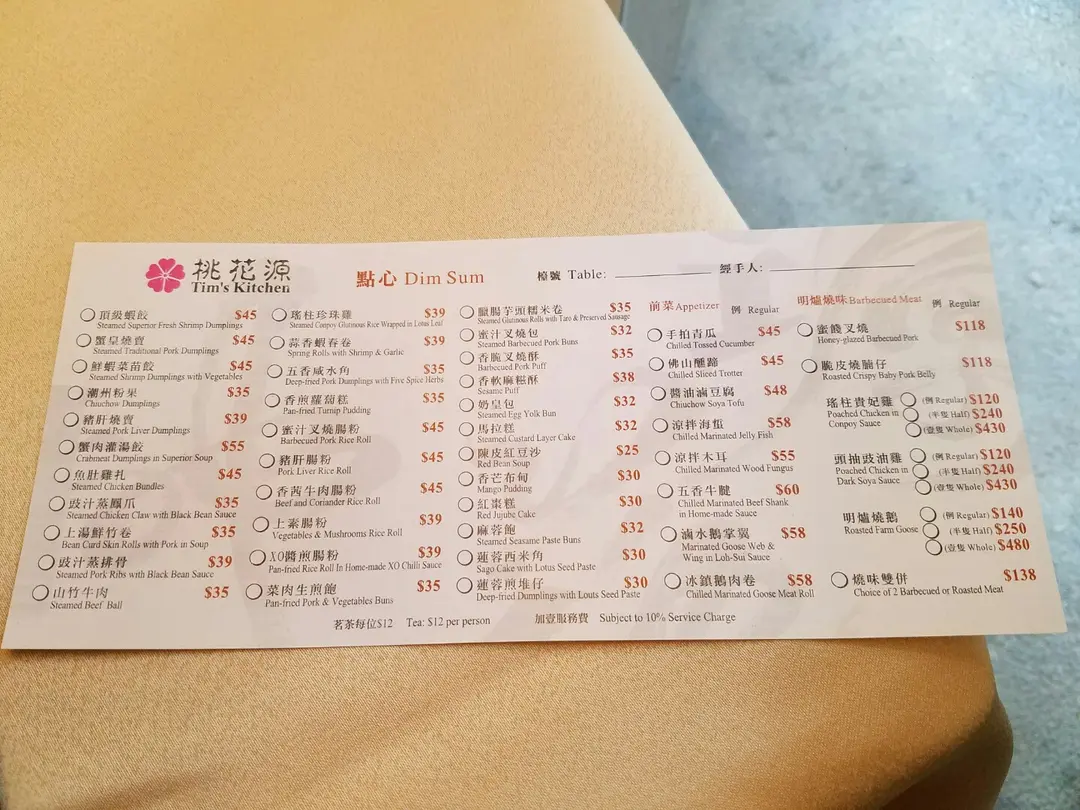 桃花源
Tim's Kitchen
點心 Dim Sum
檯號 Table:
經手人:
頂級蝦餃 $45
Steamed Superior Fresh Shrimp Dumplings
蟹皇燒賣 $45
Steamed Traditional Pork Dumplings
鮮蝦菜苗餃 $45
Steamed Shrimp Dumplings with Vegetables
潮州粉果 $35
Chiuchow Dumplings
豬肝燒賣 $39
Steamed Pork Liver Dumplings
蟹肉灌湯餃 $55
Crabmeat Dumplings in Superior Soup
魚肚雞扎 $45
Steamed Chicken Bundles
豉汁蒸鳳爪 $35
Steamed Chicken Claw with Black Bean Sauce
上湯鮮竹卷 $35
Bean Curd Skin Rolls with Pork in Soup
豉汁蒸排骨 $39
Steamed Pork Ribs with Black Bean Sauce
山竹牛肉 $35
Steamed Beef Ball
瑤柱珍珠雞 $39
Steamed Conpoy Glutinous Rice Wrapped in Lotus Leaf
蒜香蝦春卷 $39
Spring Rolls with Shrimp & Garlic
五香咸水角 $35
Deep-fried Pork Dumplings with Five Spice Herbs
香煎蘿蔔糕 $35
Pan-fried Turnip Pudding
蜜汁叉燒腸粉 $45
Barbecued Pork Rice Roll
豬肝腸粉 $45
Pork Liver Rice Roll
香茜牛肉腸粉 $45
Beef and Coriander Rice Roll
上素腸粉 $39
Vegetables & Mushrooms Rice Roll
XO醬煎腸粉 $39
Pan-fried Rice Roll In Home-made XO Chilli Sauce
菜肉生煎飽 $35
Pan-fried Pork & Vegetables Buns
臘腸芋頭糯米卷 $35
Steamed Glutinous Rolls with Taro & Preserved Sausage
蜜汁叉燒包 $32
Steamed Barbecued Pork Buns
香脆叉燒酥 $35
Barbecued Pork Puff
香軟麻糬酥 $38
Sesame Puff
奶皇包 $32
Steamed Egg Yolk Bun
馬拉糕 $32
Steamed Custard Layer Cake
陳皮紅豆沙 $25
Red Bean Soup
香芒布甸 $30
Mango Pudding
紅棗糕 $30
Red Jujube Cake
麻蓉飽 $32
Steamed Seasame Paste Buns
蓮蓉西米角 $30
Sago Cake with Lotus Seed Paste
蓮蓉煎堆仔 $30
Deep-fried Dumplings with Louts Seed Paste
前菜 Appetizer 例 Regular
手拍青瓜 $45
Chilled Tossed Cucumber
佛山醺蹄 $45
Chilled Sliced Trotter
醬油滷豆腐 $48
Chiuchow Soya Tofu
涼拌海蜇 $58
Chilled Marinated Jelly Fish
涼拌木耳 $55
Chilled Marinated Wood Fungus
五香牛腱 $60
Chilled Marinated Beef Shank
in Home-made Sauce
滷水鵝掌翼 $58
Marinated Goose Web &
Wing in Loh-Sui Sauce
冰鎮鵝肉卷 $58
Chilled Marinated Goose Meat Roll
明爐燒味 Barbecued Meat 例 Regular
蜜餞叉燒 $118
Honey-glazed Barbecued Pork
脆皮燒腩仔 $118
Roasted Crispy Baby Pork Belly
瑤柱貴妃雞
Poached Chicken in
Conpoy Sauce
(例 Regular) $120
(半隻 Half) $240
(壹隻 Whole) $430
頭抽豉油雞
Poached Chicken in
Dark Soya Sauce
(例 Regular) $120
(半隻 Half) $240
(壹隻 Whole) $430
明爐燒鵝
Roasted Farm Goose
(例 Regular) $140
(半隻 Half) $250
(壹隻 Whole) $480
燒味雙併 $138
Choice of 2 Barbecued or Roasted Meat
茗茶每位$12 Tea: $12 per person 加壹服務費 Subject to 10% Service Charge